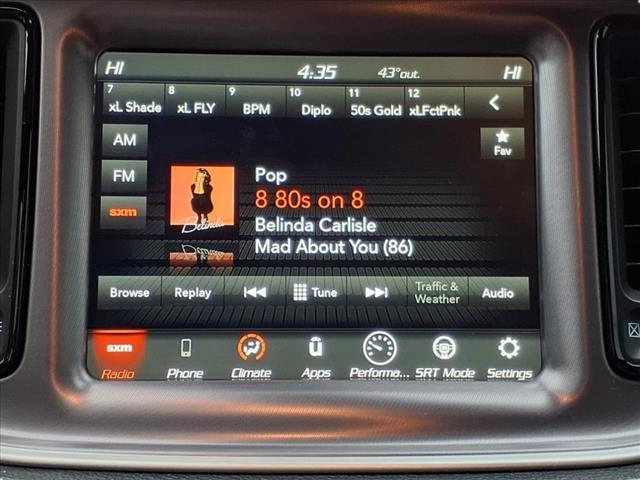 HI 4:35 43°out. HI
7 8 9 10 11 12
xL Shade xL FLY BPM Diplo 50s Gold xLFctPnk
AM
Fav
FM
Pop
sxm
8 80s on 8
Belinda
Belinda Carlisle
Mad About You (86)
Browse Replay Tune Traffic & Weather Audio
sxm
Radio Phone Climate Apps Performa... SRT Mode Settings